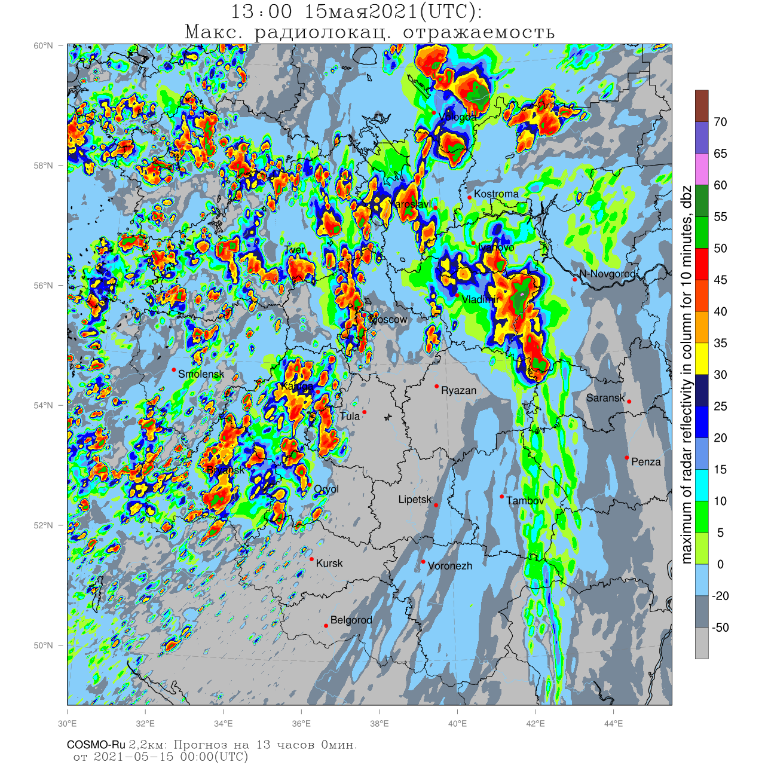 13:00 15мая2021(UTC):
Макс. радиолокац. отражаемость
60°N
58°N
56°N
54°N
52°N
50°N
30°E 32°E 34°E 36°E 38°E 40°E 42°E 44°E
Vologda
Kostroma
Yaroslavl
Ivanovo
Tver
N-Novgorod
Vladimir
Moscow
Smolensk
Kaluga
Ryazan
Saransk
Tula
Penza
Bryansk
Oryol
Lipetsk
Tambov
Kursk
Voronezh
Belgorod
70
65
60
55
50
45
40
35
30
25
20
15
10
5
0
-20
-50
maximum of radar reflectivity in column for 10 minutes, dbz
COSMO-Ru 2,2км: Прогноз на 13 часов 0мин.
от 2021-05-15 00:00(UTC)